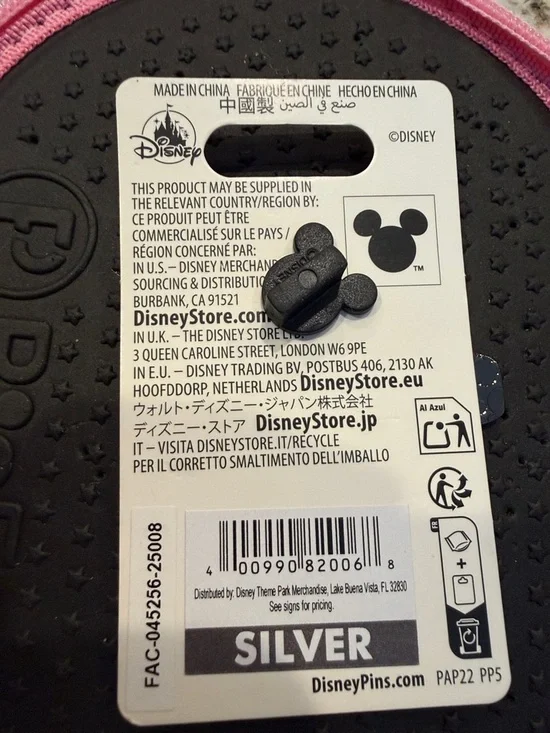 MADE IN CHINA FABRIQUÉ EN CHINE HECHO EN CHINA
中國製 صنع في الصين
Disney
©DISNEY
THIS PRODUCT MAY BE SUPPLIED IN
THE RELEVANT COUNTRY/REGION BY:
CE PRODUIT PEUT ÊTRE
COMMERCIALISÉ SUR LE PAYS /
RÉGION CONCERNÉ PAR:
IN U.S. – DISNEY
SOURCING &
BURBANK, CA 91521
DisneyStore.com
TM
IN U.K. – THE DISNEY STORE
3 QUEEN CAROLINE STREET, LONDON W6 9PE
IN E.U. – DISNEY TRADING BV, POSTBUS 406, 2130 AK
HOOFDDORP, NETHERLANDS DisneyStore.eu
ウォルト・ディズニー・ジャパン株式会社
ディズニー・ストア DisneyStore.jp
IT – VISITA DISNEYSTORE.IT/RECYCLE
PER IL CORRETTO SMALTIMENTO DELL'IMBALLO
Al Azul
FR
+
FAC-045256-25008
4 00990 82006 8
Distributed by: Disney Theme Park Merchandise, Lake Buena Vista, FL 32830
See signs for pricing.
SILVER
DisneyPins.com PAP22 PP5